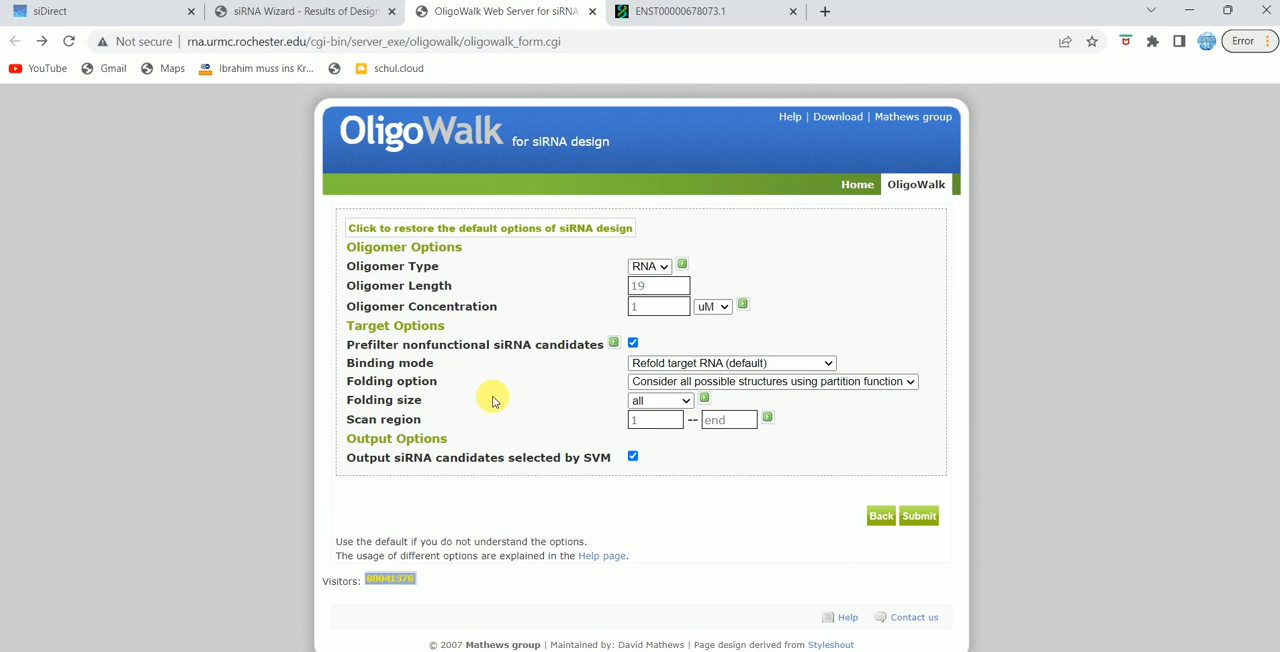 siDirect
siRNA Wizard - Results of Design
OligoWalk Web Server for siRNA
ENST00000678073.1
Not secure | rna.urmc.rochester.edu/cgi-bin/server_exe/oligowalk/oligowalk_form.cgi
Error
YouTube
Gmail
Maps
Ibrahim muss ins Kr...
schul.cloud
Help | Download | Mathews group
OligoWalk for siRNA design
Home
OligoWalk
Click to restore the default options of siRNA design
Oligomer Options
Oligomer Type RNA
Oligomer Length 19
Oligomer Concentration 1 uM
Target Options
Prefilter nonfunctional siRNA candidates
Binding mode Refold target RNA (default)
Folding option Consider all possible structures using partition function
Folding size all
Scan region 1 -- end
Output Options
Output siRNA candidates selected by SVM
Back Submit
Use the default if you do not understand the options.
The usage of different options are explained in the Help page.
Visitors: 00041376
Help Contact us
© 2007 Mathews group | Maintained by: David Mathews | Page design derived from Styleshout